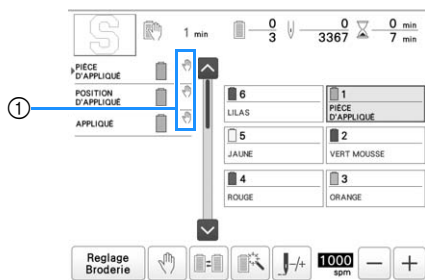 S
1 min
0
3
0
3367
0 min
7 min
PIÈCE
D'APPLIQUÉ
POSITION
D'APPLIQUÉ
APPLIQUÉ
1
6
LILAS
1
PIÈCE
D'APPLIQUÉ
5
JAUNE
2
VERT MOUSSE
4
ROUGE
3
ORANGE
Reglage
Broderie
-/+
1000
spm
−
+